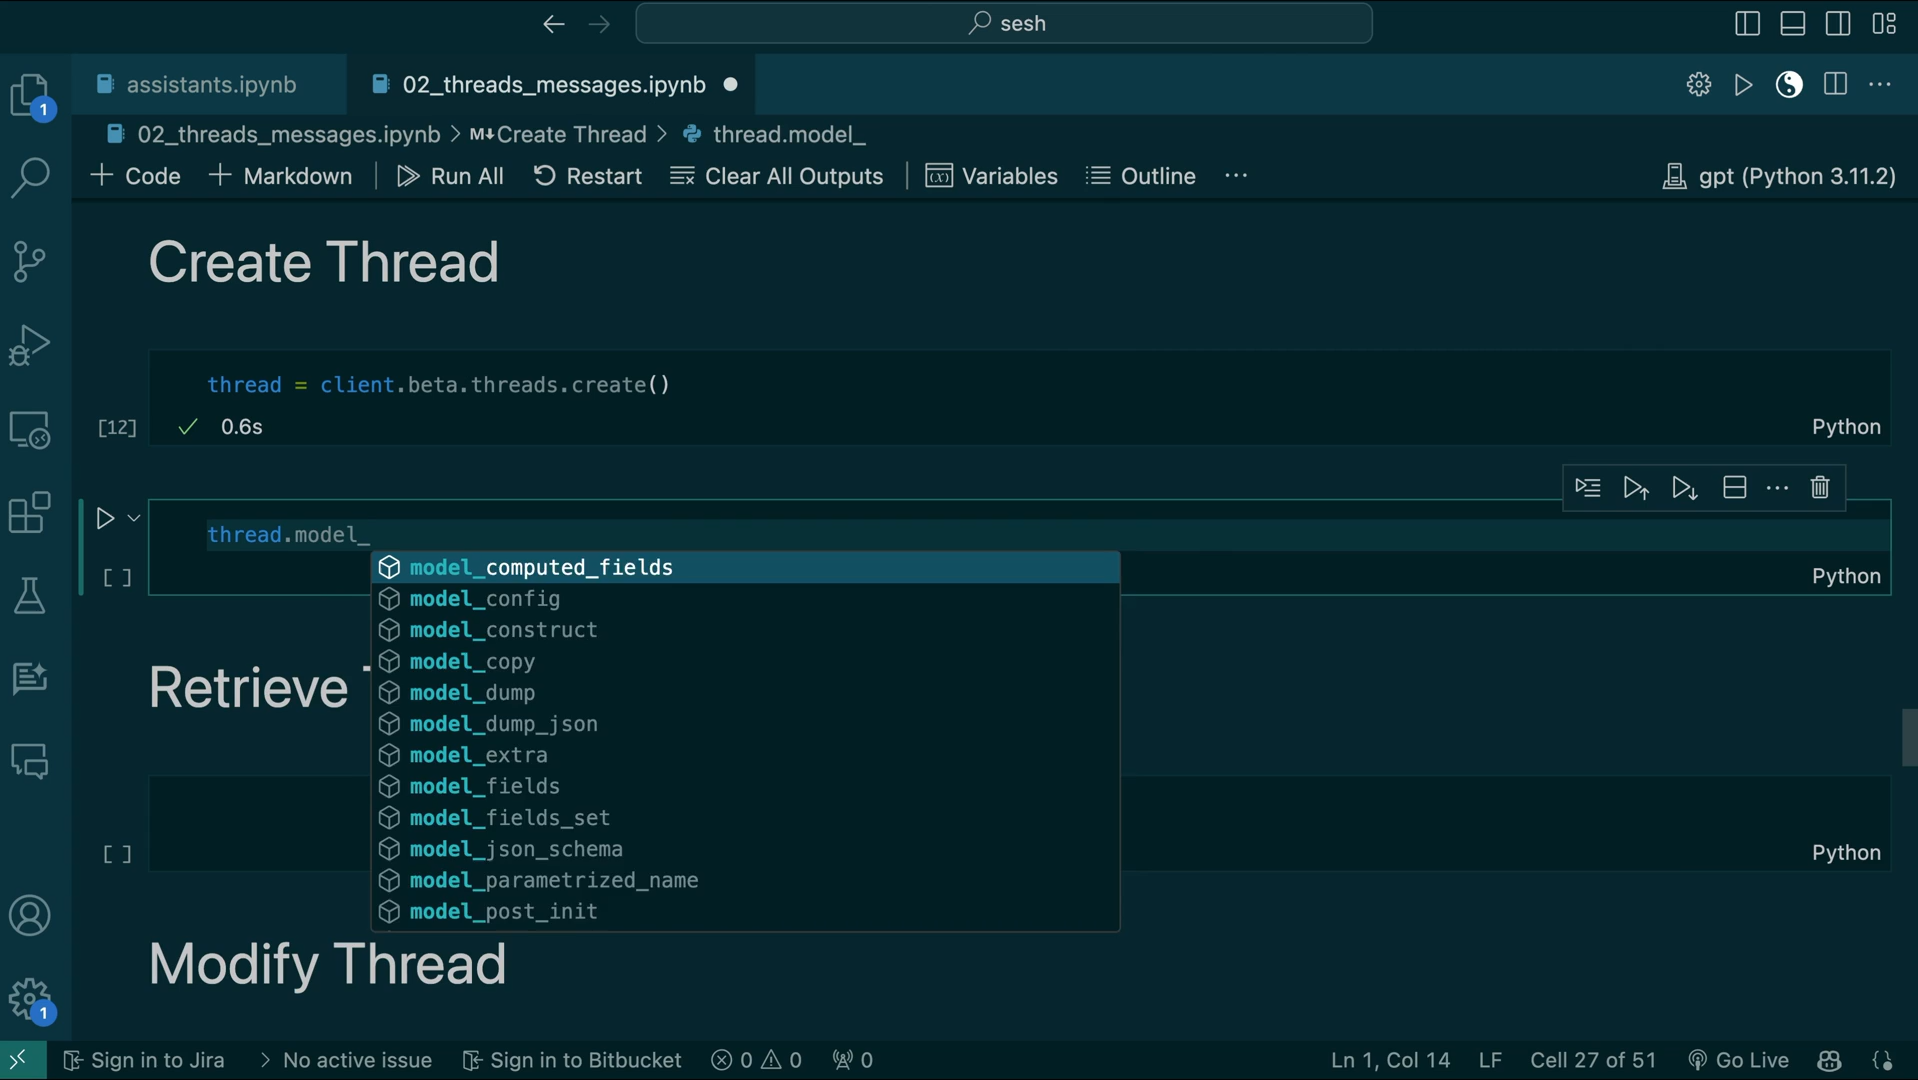 sesh
assistants.ipynb
02_threads_messages.ipynb
02_threads_messages.ipynb > M↓Create Thread > thread.model_
Code Markdown Run All Restart Clear All Outputs (x) Variables Outline ... gpt (Python 3.11.2)
1
Create Thread
thread = client.beta.threads.create()
[12] ✓ 0.6s Python
thread.model_
[ ] Python
model_computed_fields
model_config
model_construct
model_copy
model_dump
model_dump_json
model_extra
model_fields
model_fields_set
model_json_schema
model_parametrized_name
model_post_init
Retrieve
[ ] Python
Modify Thread
1
Sign in to Jira > No active issue Sign in to Bitbucket 0 0 0 Ln 1, Col 14 LF Cell 27 of 51 Go Live